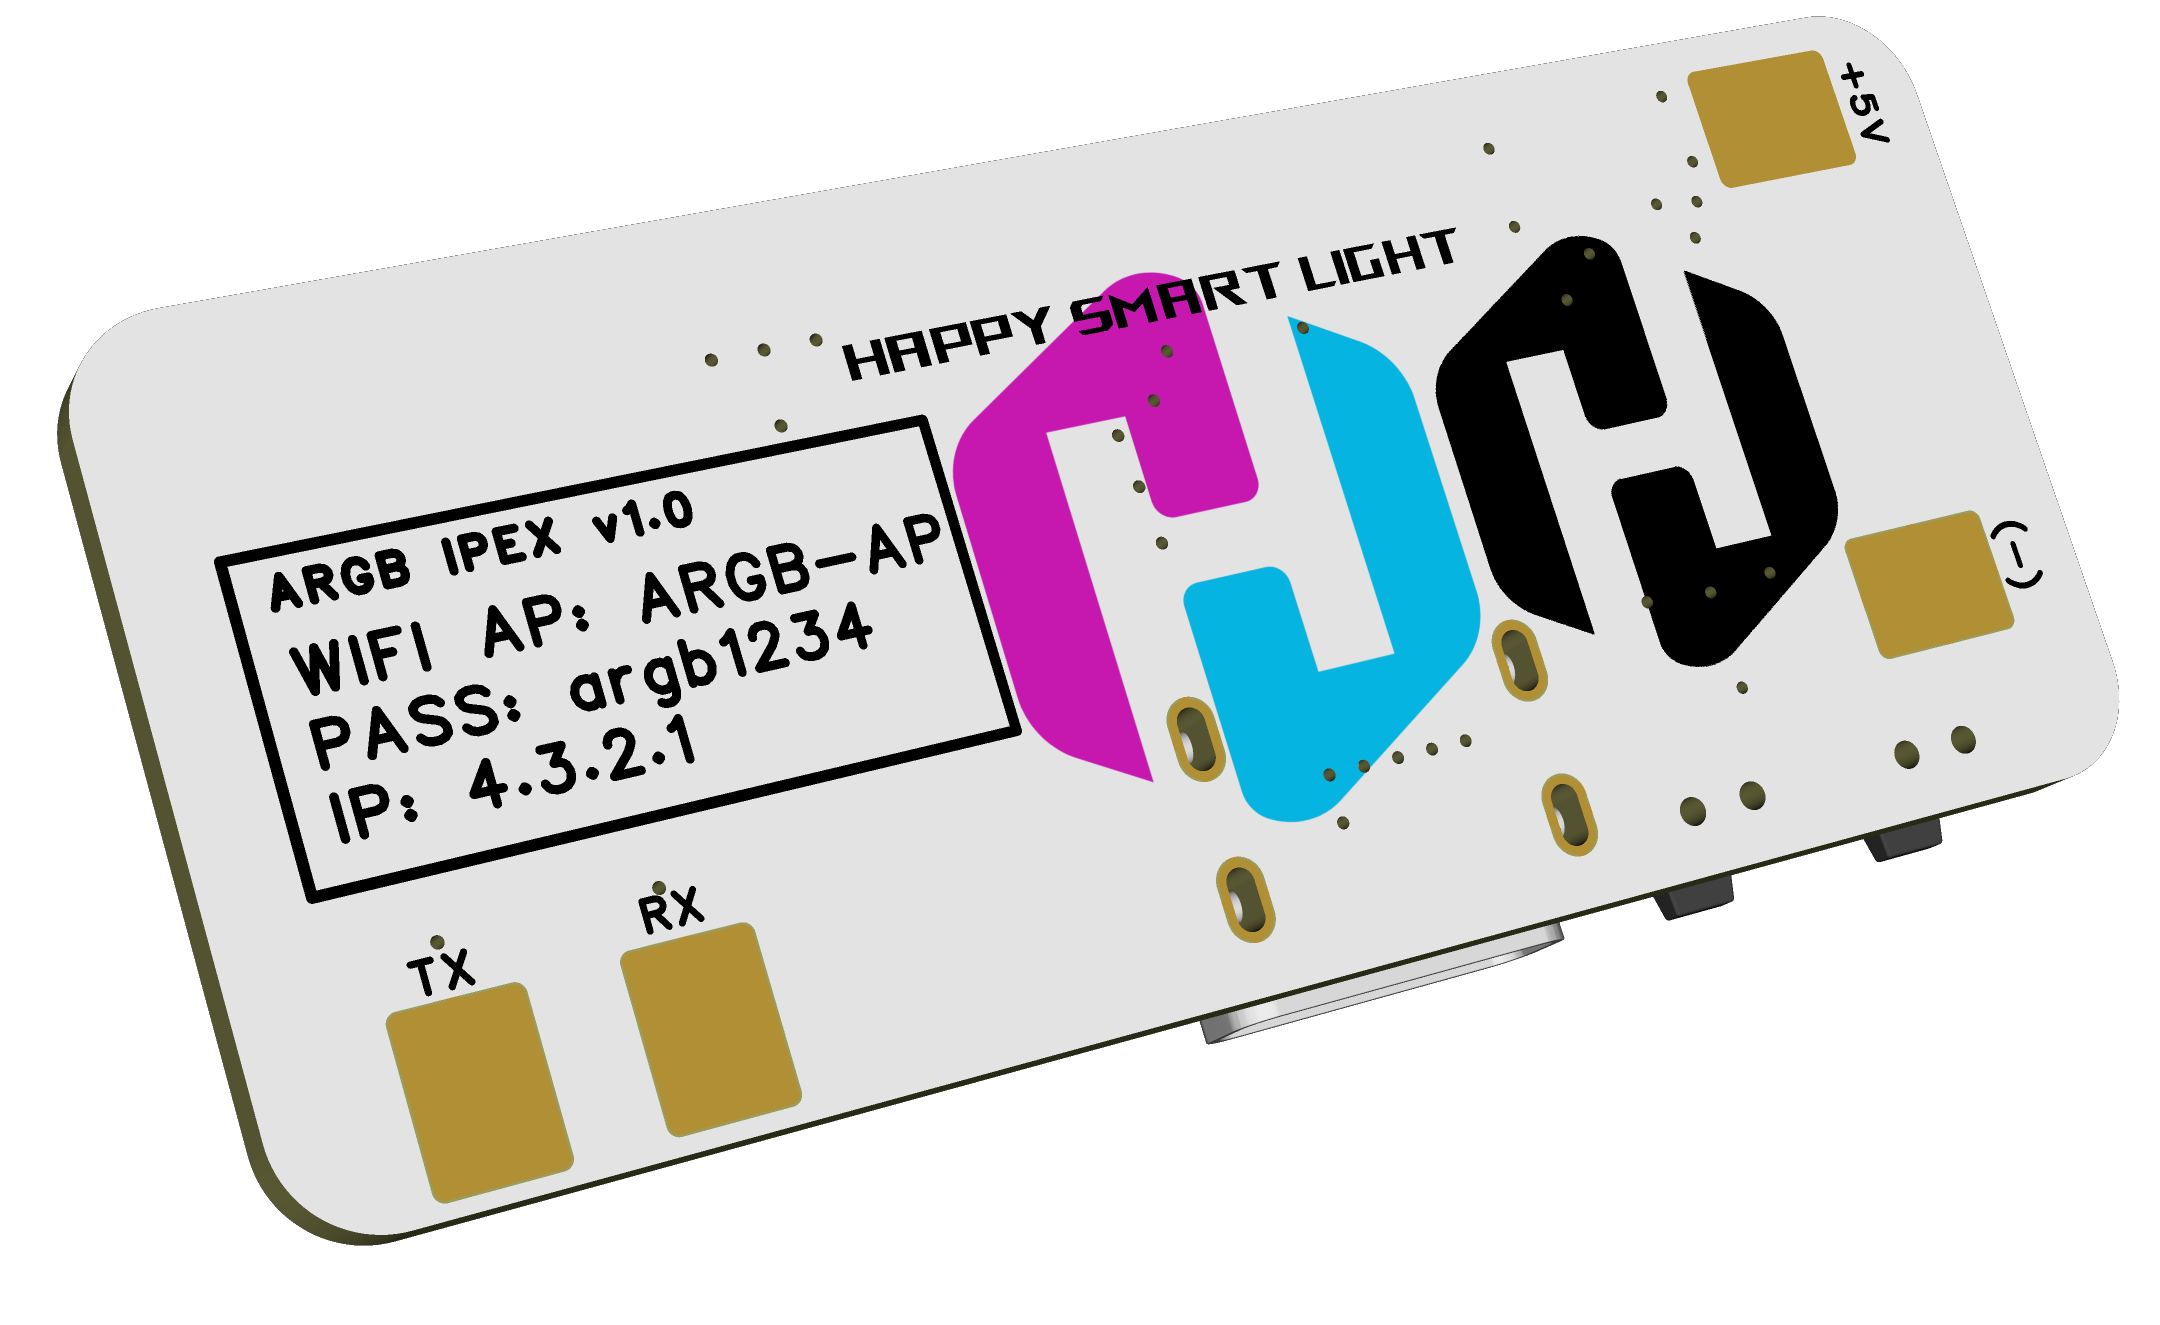 +5V
HAPPY SMART LIGHT
ARGB IPEX v1.0
WIFI AP: ARGB-AP
PASS: argb1234
IP: 4.3.2.1
(-)
RX
TX